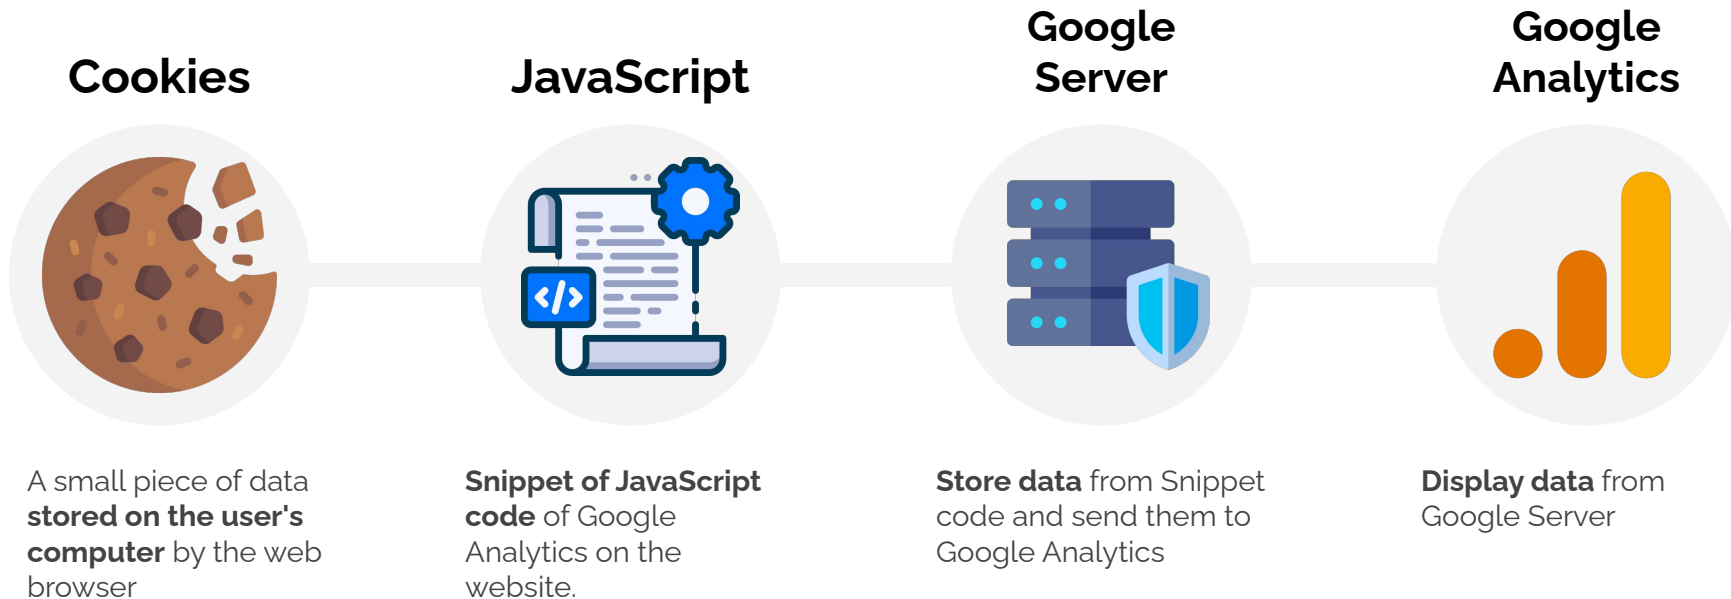 Cookies
A small piece of data
stored on the user's
computer by the web
browser
JavaScript
</>
Snippet of JavaScript
code of Google
Analytics on the
website.
Google
Server
Store data from Snippet
code and send them to
Google Analytics
Google
Analytics
Display data from
Google Server